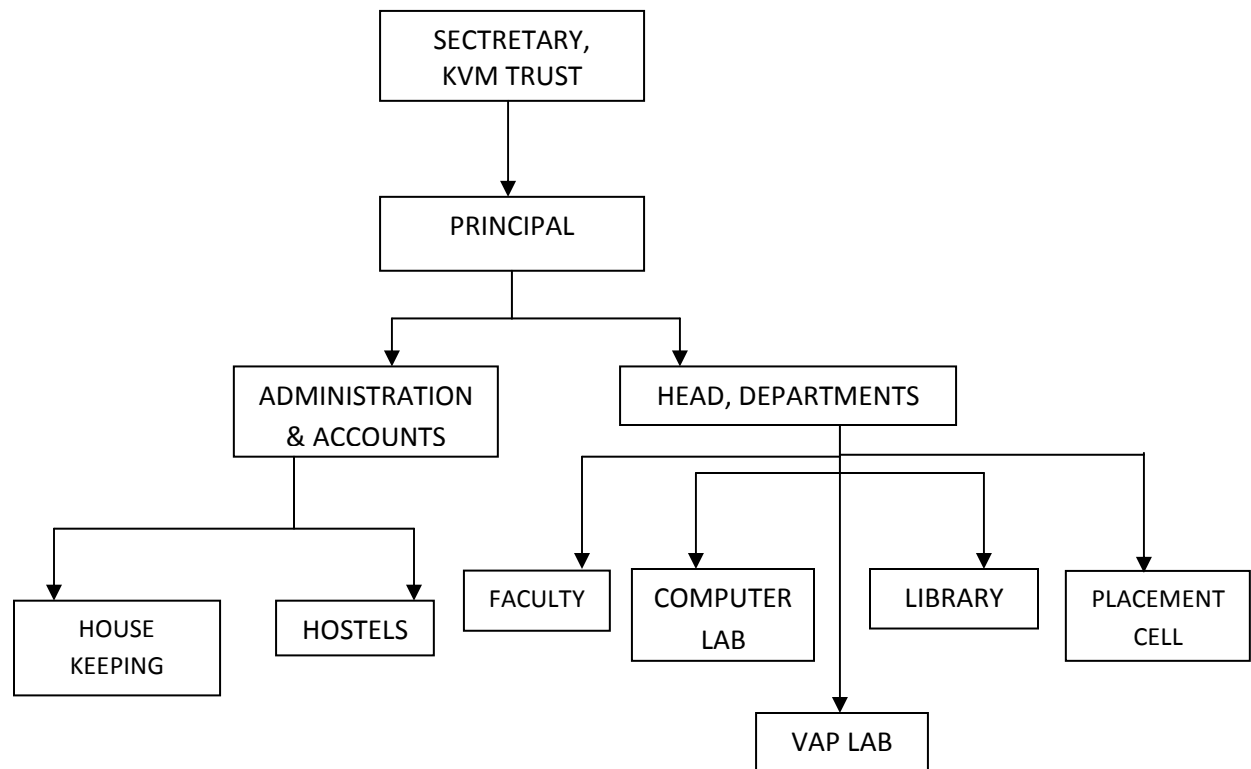 SECTRETARY,
KVM TRUST
PRINCIPAL
ADMINISTRATION
& ACCOUNTS
HEAD, DEPARTMENTS
HOUSE
KEEPING
HOSTELS
FACULTY
COMPUTER
LAB
LIBRARY
PLACEMENT
CELL
VAP LAB